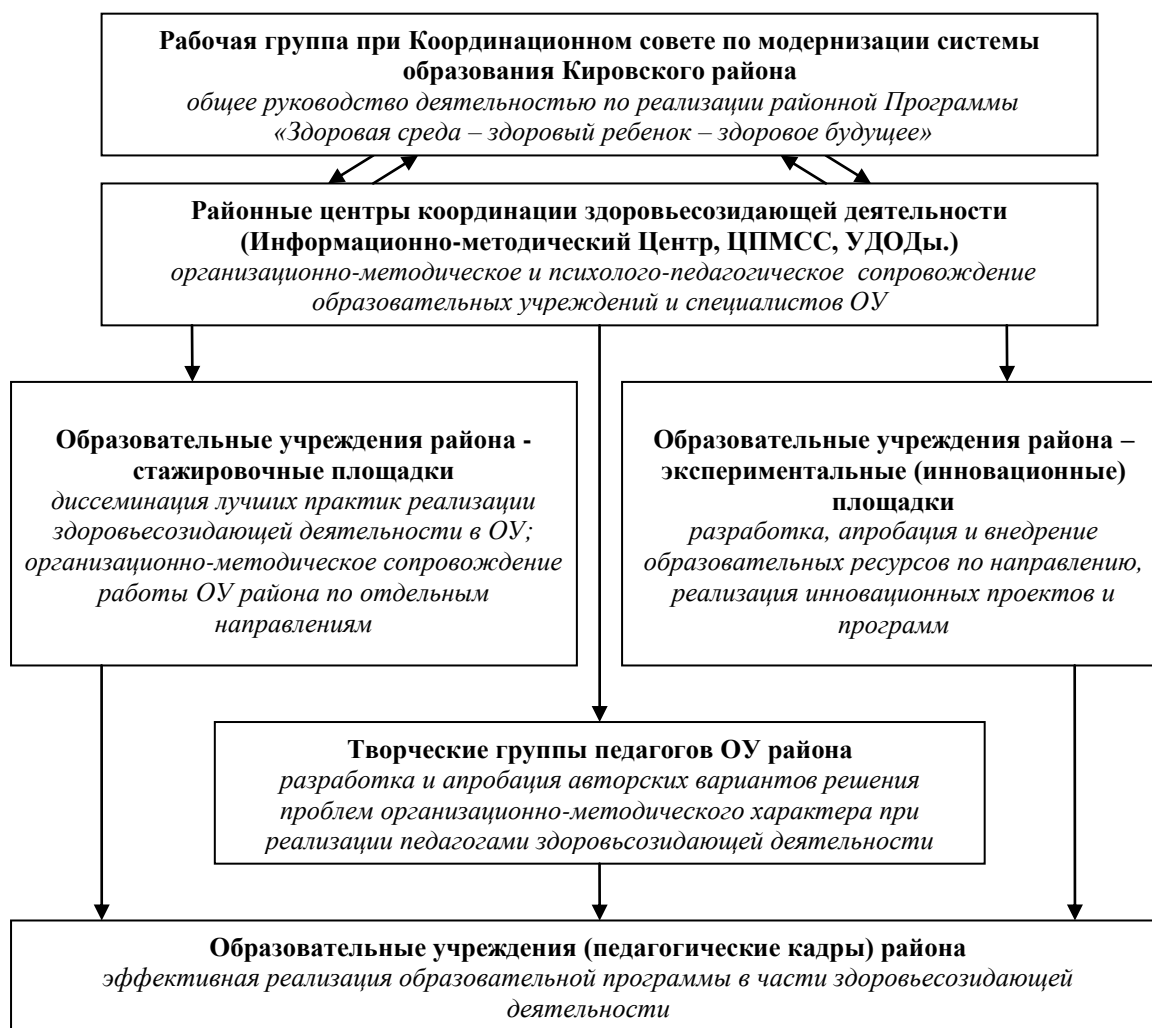 Рабочая группа при Координационном совете по модернизации системы
образования Кировского района
общее руководство деятельностью по реализации районной Программы
«Здоровая среда – здоровый ребенок – здоровое будущее»
Районные центры координации здоровьесозидающей деятельности
(Информационно-методический Центр, ЦПМСС, УДОДы.)
организационно-методическое и психолого-педагогическое сопровождение
образовательных учреждений и специалистов ОУ
Образовательные учреждения района -
стажировочные площадки
диссеминация лучших практик реализации
здоровьесозидающей деятельности в ОУ;
организационно-методическое сопровождение
работы ОУ района по отдельным
направлениям
Образовательные учреждения района –
экспериментальные (инновационные)
площадки
разработка, апробация и внедрение
образовательных ресурсов по направлению,
реализация инновационных проектов и
программ
Творческие группы педагогов ОУ района
разработка и апробация авторских вариантов решения
проблем организационно-методического характера при
реализации педагогами здоровьсозидающей деятельности
Образовательные учреждения (педагогические кадры) района
эффективная реализация образовательной программы в части здоровьесозидающей
деятельности